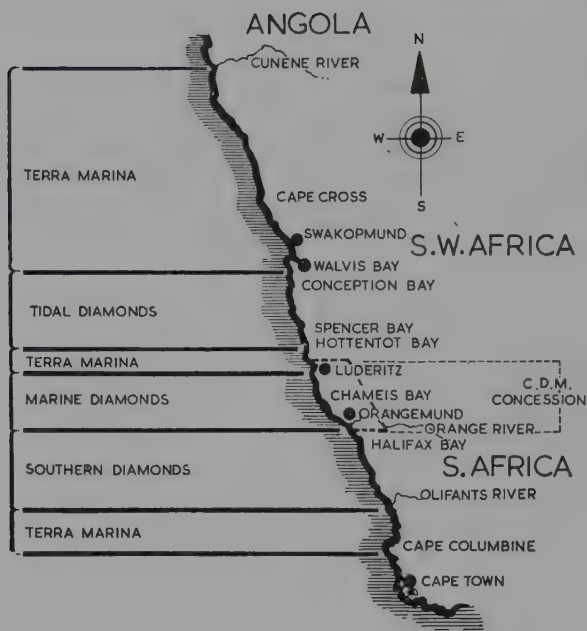 ANGOLA
CUNENE RIVER
N
W
E
S
TERRA MARINA
CAPE CROSS
SWAKOPMUND
S.W. AFRICA
WALVIS BAY
CONCEPTION BAY
TIDAL DIAMONDS
SPENCER BAY
HOTTENTOT BAY
TERRA MARINA
LÜDERITZ
C.D.M.
CONCESSION
MARINE DIAMONDS
CHAMEIS BAY
ORANGEMUND
ORANGE RIVER
HALIFAX BAY
S. AFRICA
SOUTHERN DIAMONDS
OLIFANTS RIVER
TERRA MARINA
CAPE COLUMBINE
CAPE TOWN